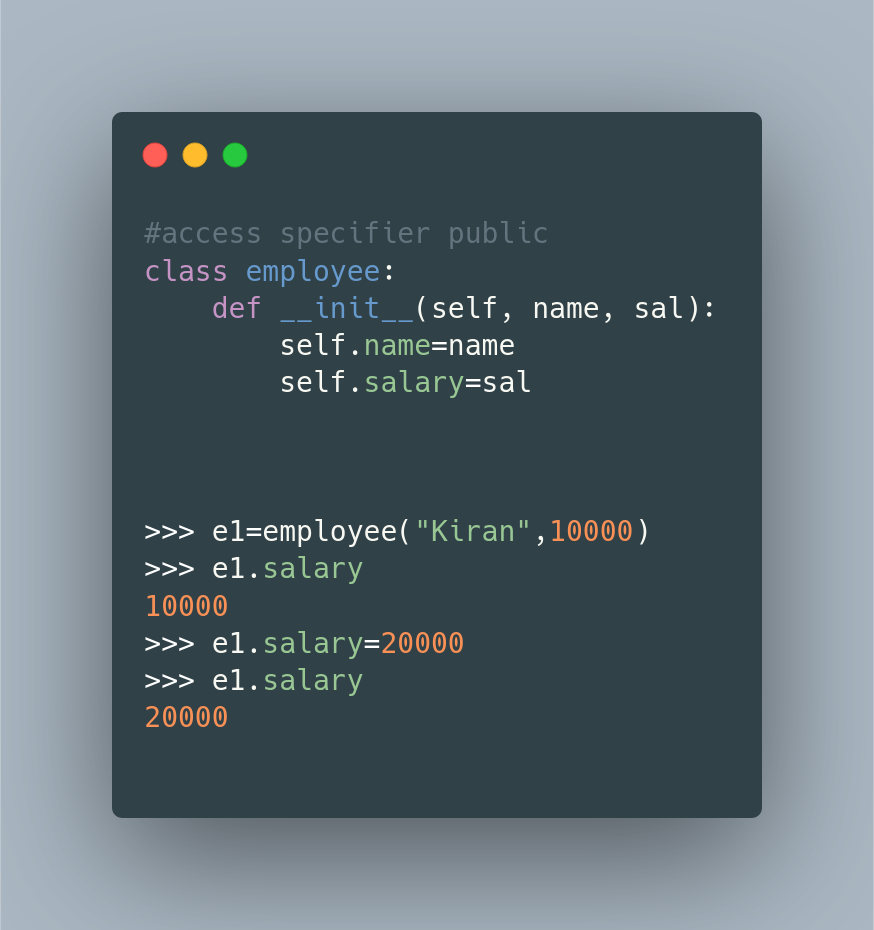 #access specifier public
class employee:
    def __init__(self, name, sal):
        self.name=name
        self.salary=sal
>>> e1=employee("Kiran",10000)
>>> e1.salary
10000
>>> e1.salary=20000
>>> e1.salary
20000